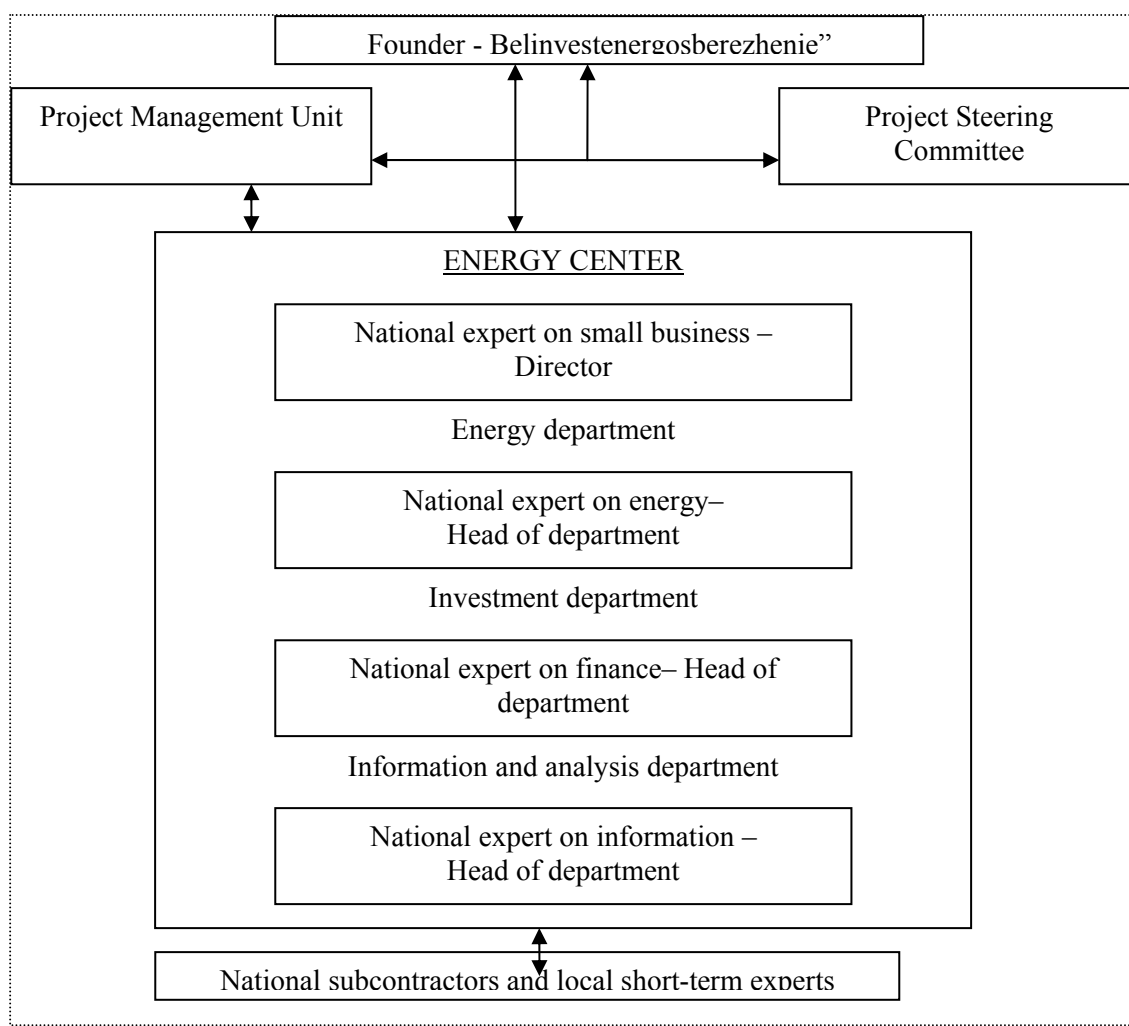 Founder - Belinvestenergosberezhenie”
Project Management Unit
Project Steering
Committee
ENERGY CENTER
National expert on small business –
Director
Energy department
National expert on energy–
Head of department
Investment department
National expert on finance– Head of
department
Information and analysis department
National expert on information –
Head of department
National subcontractors and local short-term experts